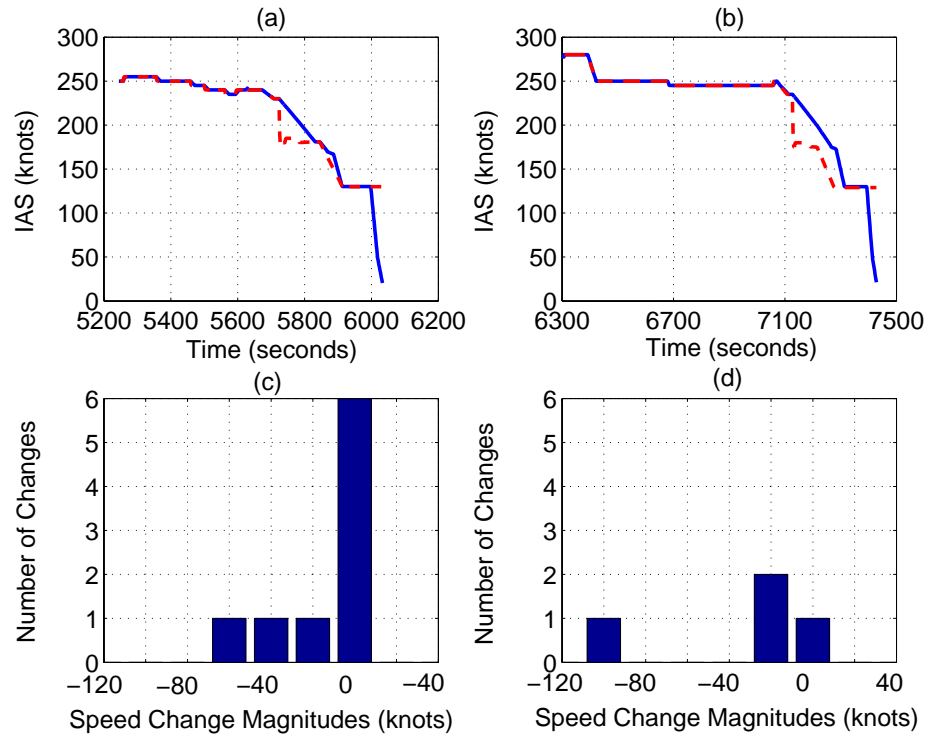 (a)
300
250
200
150
100
50
0
IAS (knots)
5200 5400 5600 5800 6000 6200
Time (seconds)
(b)
300
250
200
150
100
50
0
IAS (knots)
6300 6700 7100 7500
Time (seconds)
(c)
6
5
4
3
2
1
0
Number of Changes
−120 −80 −40 0 −40
Speed Change Magnitudes (knots)
(d)
6
5
4
3
2
1
0
Number of Changes
−120 −80 −40 0 40
Speed Change Magnitudes (knots)